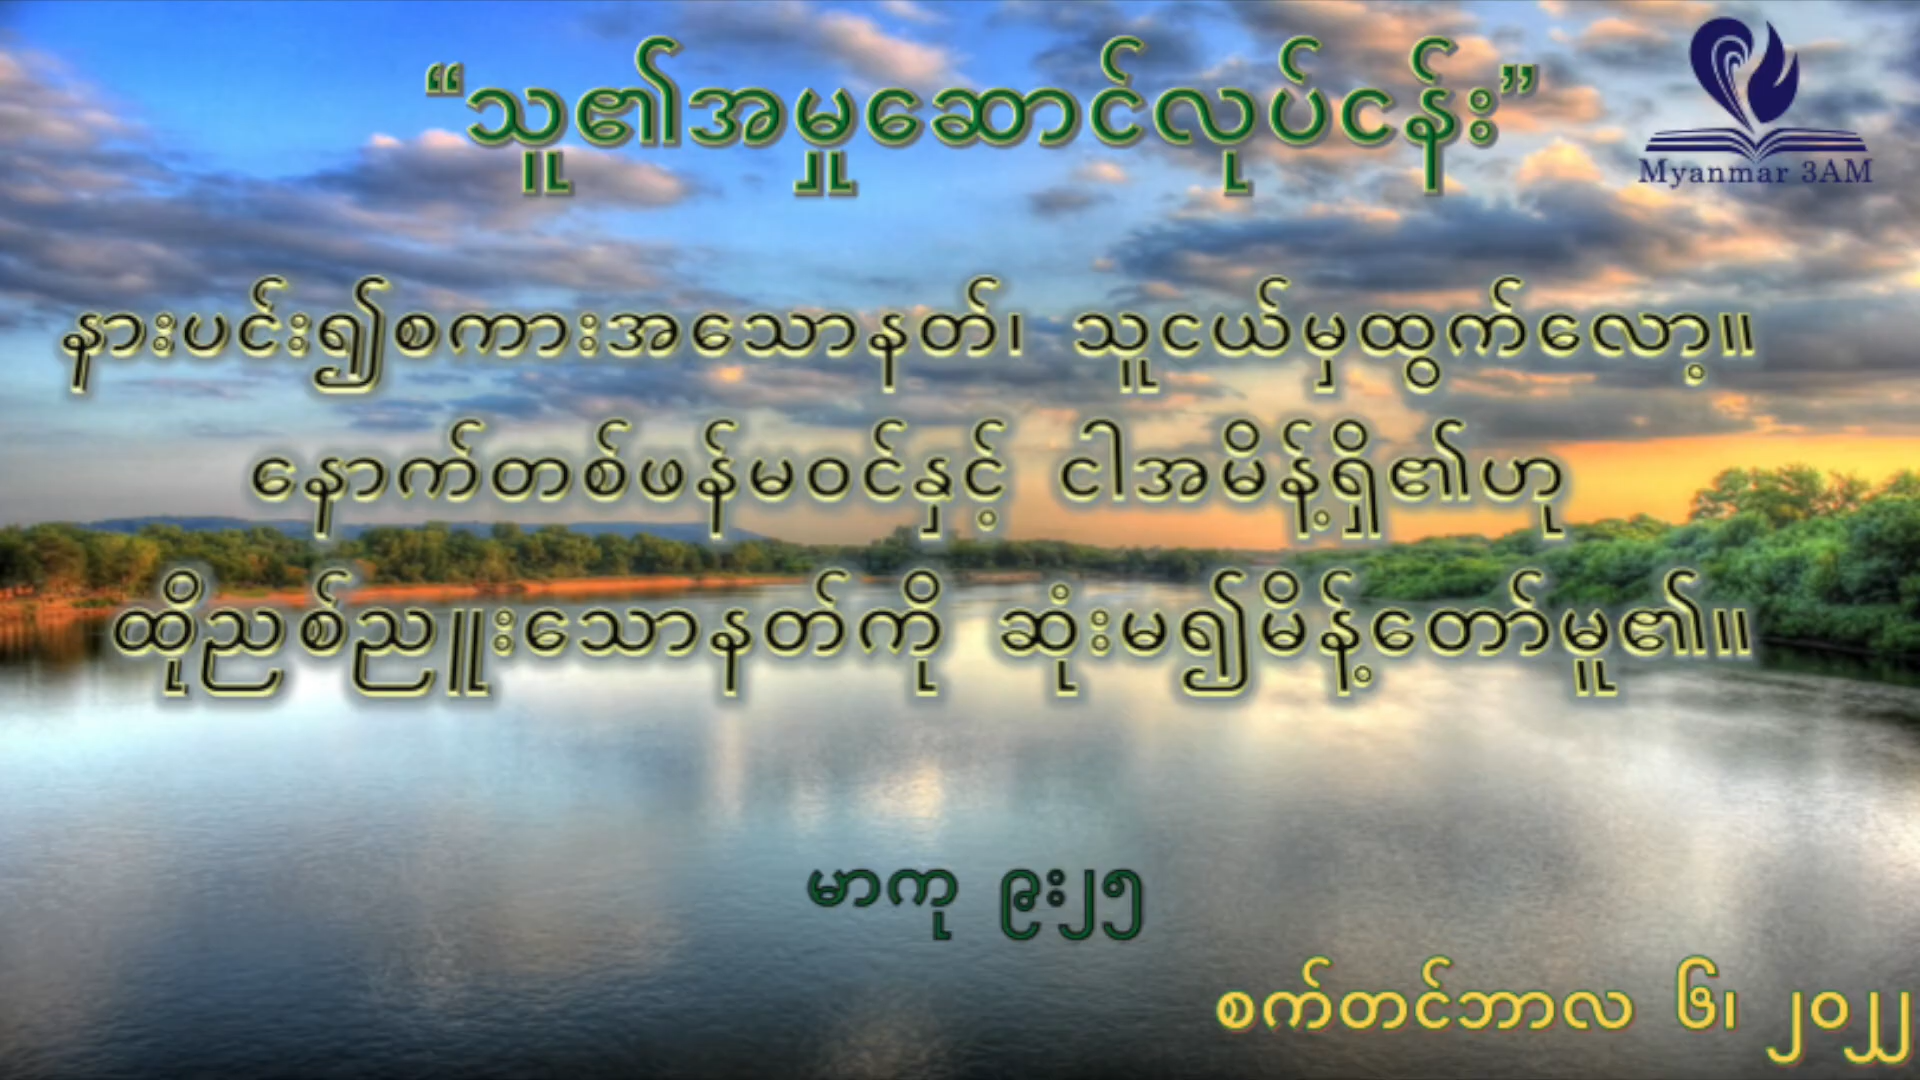 “သူ၏အမှုဆောင်လုပ်ငန်း”
Myanmar 3AM
နားပင်း၍စကားအသောနတ်၊ သူငယ်မှထွက်လော့။
နောက်တစ်ဖန်မဝင်နှင့် ငါအမိန့်ရှိ၏ဟု
ထိုညစ်ညူးသောနတ်ကို ဆုံးမ၍မိန့်တော်မူ၏။
မာကု ၉း၂၅
စက်တင်ဘာလ ၆၊ ၂၀၂၂